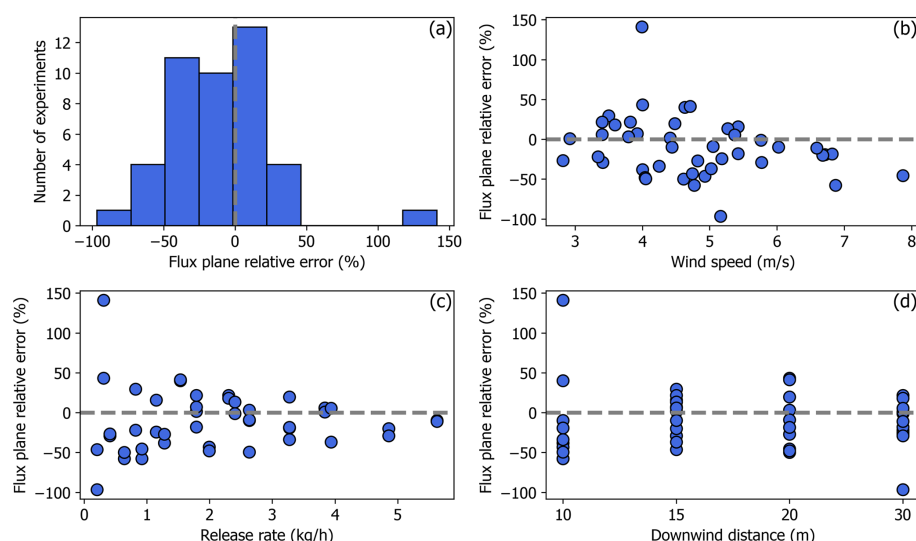 (a)
Number of experiments
12
10
8
6
4
2
0
−100 −50 0 50 100 150
Flux plane relative error (%)
(b)
Flux plane relative error (%)
150
100
50
0
−50
−100
3 4 5 6 7 8
Wind speed (m/s)
(c)
Flux plane relative error (%)
150
100
50
0
−50
−100
0 1 2 3 4 5
Release rate (kg/h)
(d)
Flux plane relative error (%)
150
100
50
0
−50
−100
10 15 20 30
Downwind distance (m)